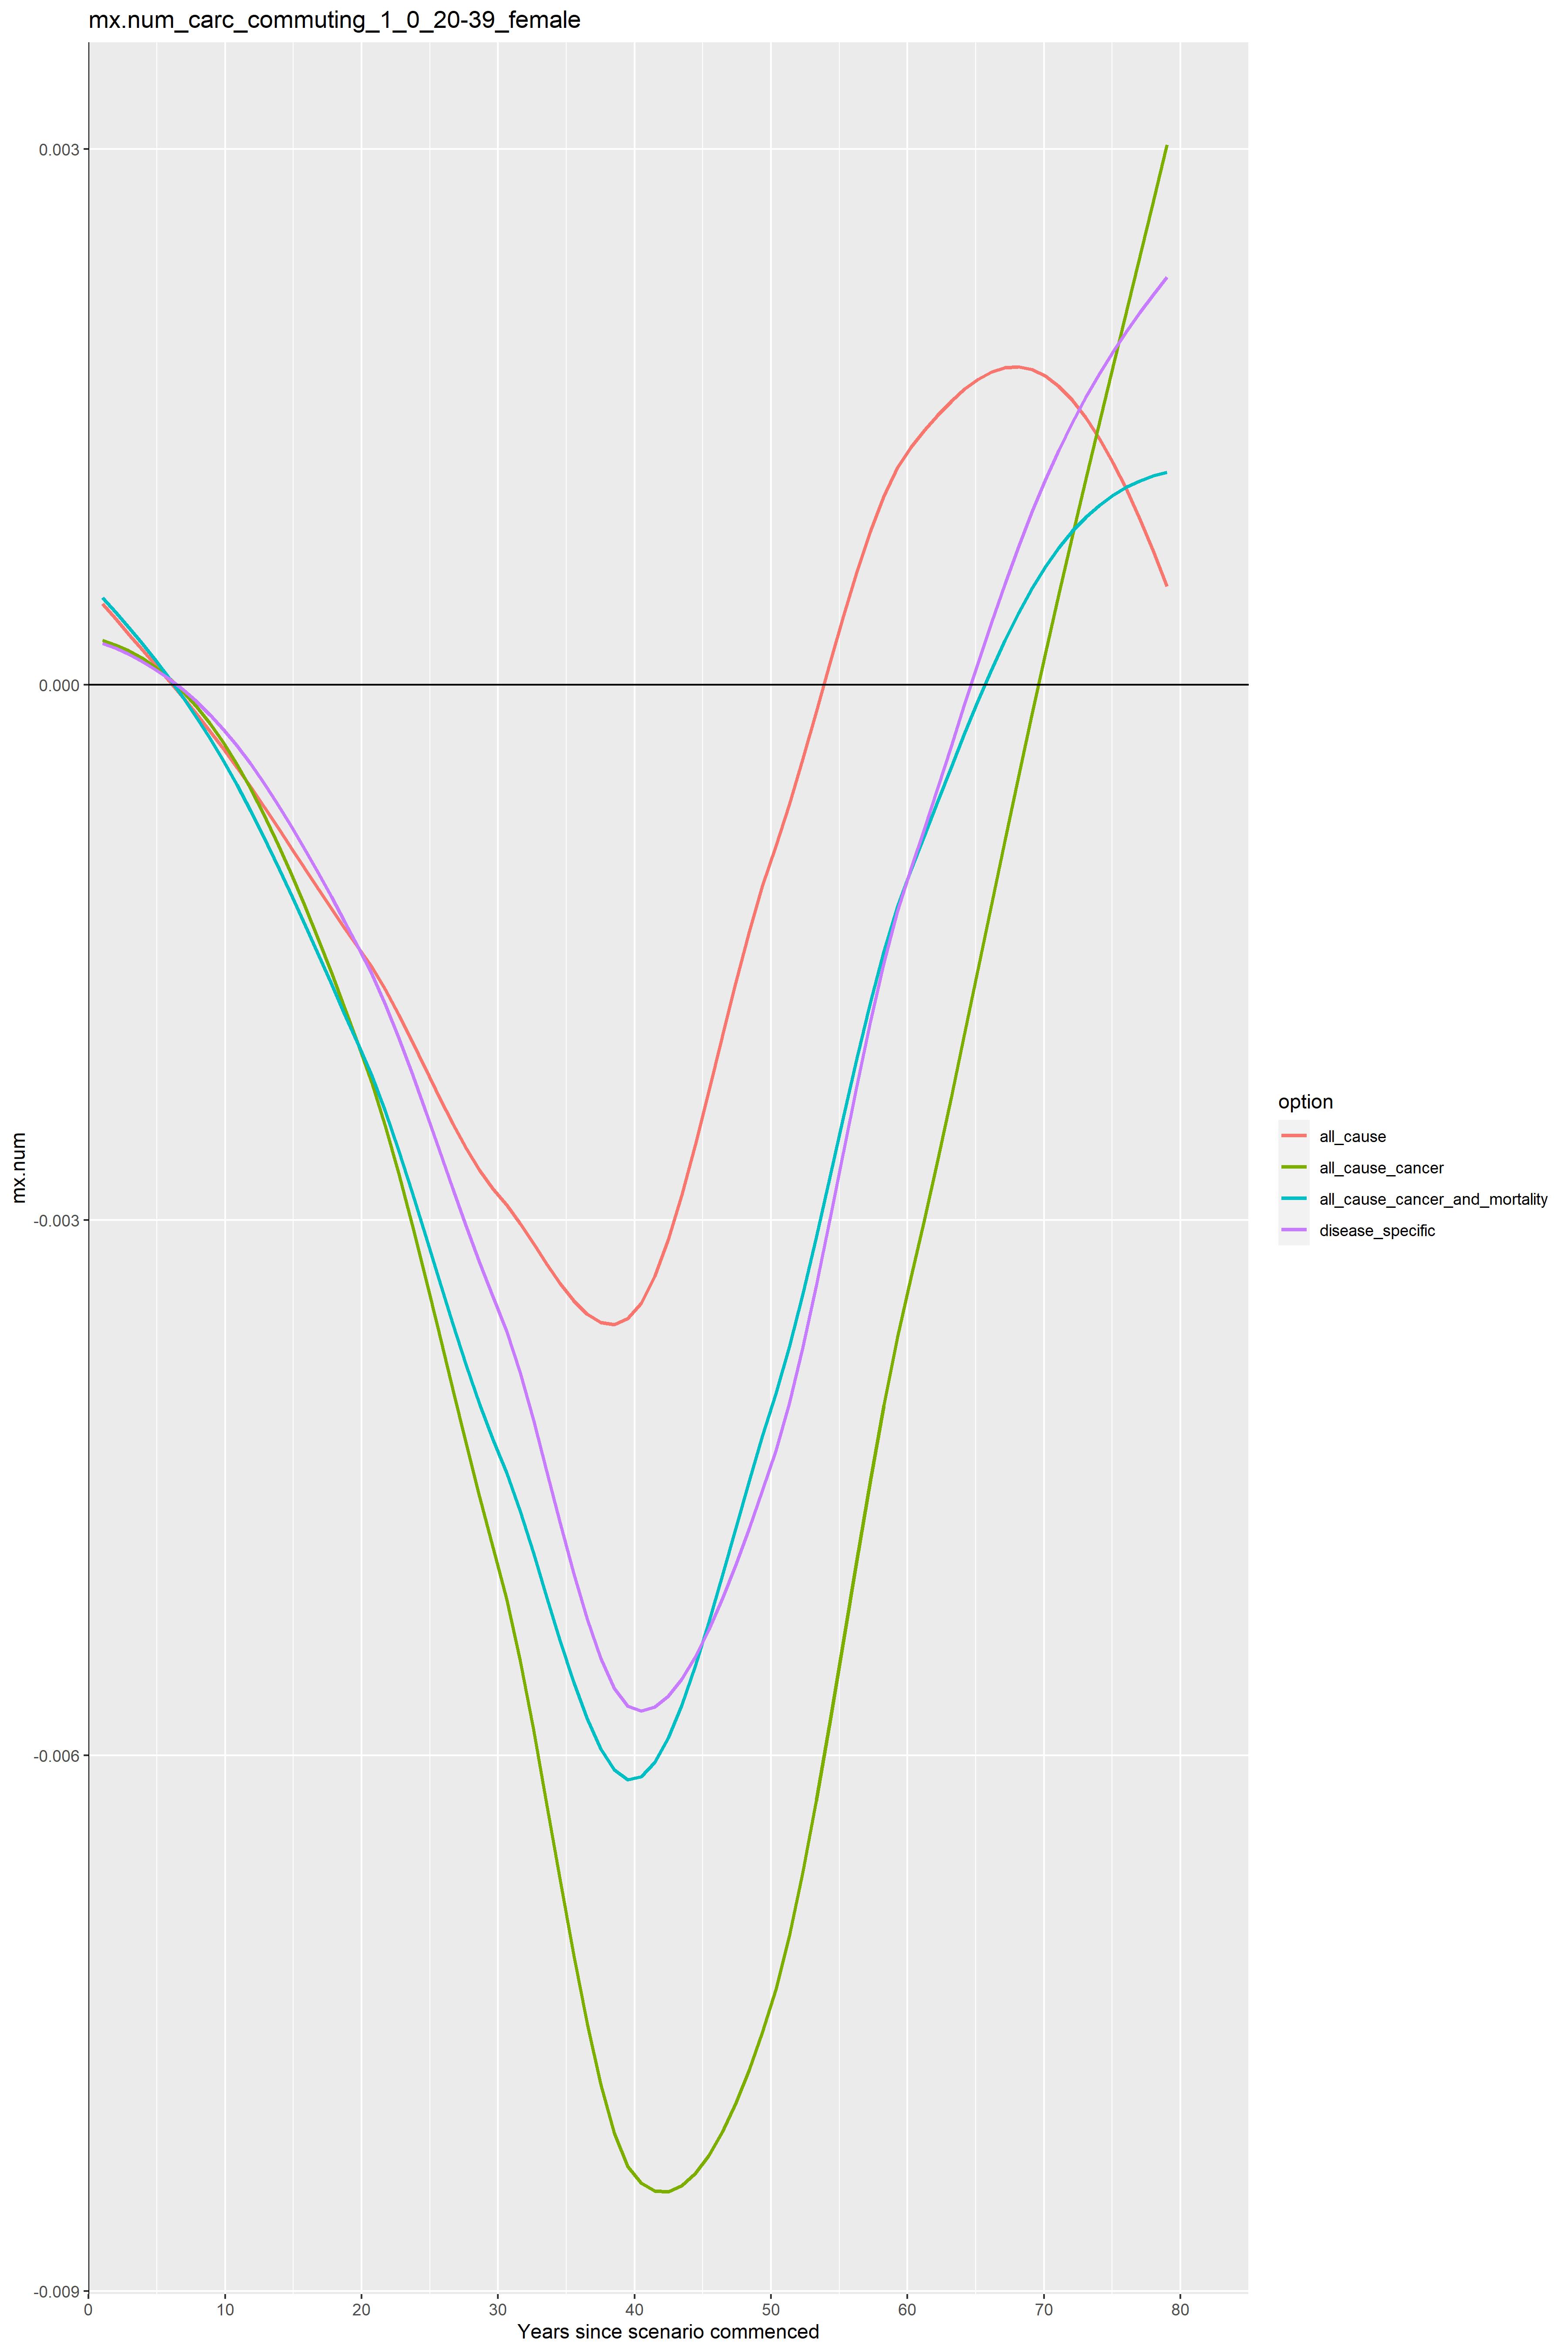 mx.num_carc_commuting_1_0_20-39_female
mx.num
0.003
0.000
-0.003
-0.006
-0.009
0 10 20 30 40 50 60 70 80
Years since scenario commenced
option
all_cause
all_cause_cancer
all_cause_cancer_and_mortality
disease_specific